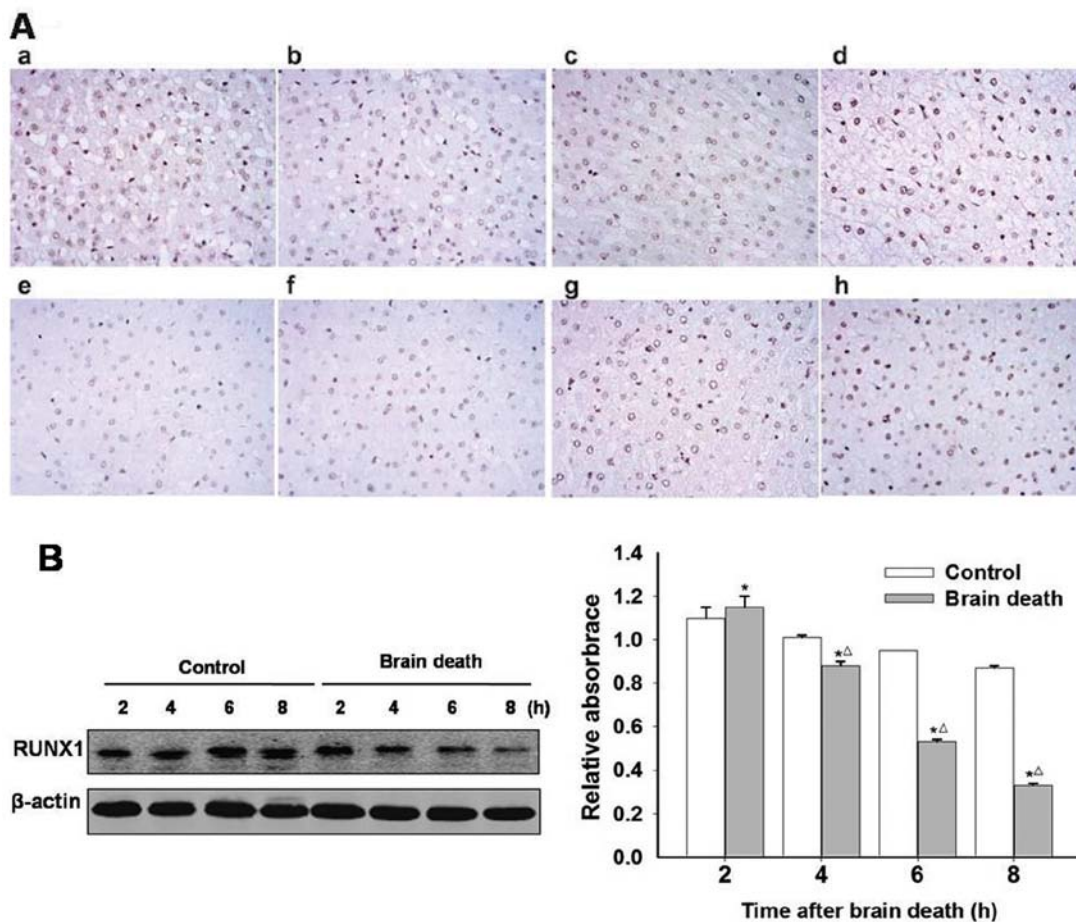 A
a b c d
e f g h
B
Control Brain death
2 4 6 8 2 4 6 8 (h)
RUNX1
β-actin
1.4
1.2
1.0
0.8
0.6
0.4
0.2
0.0
Relative absorbrace
Control
Brain death
*
*Δ
*Δ
*Δ
2 4 6 8
Time after brain death (h)